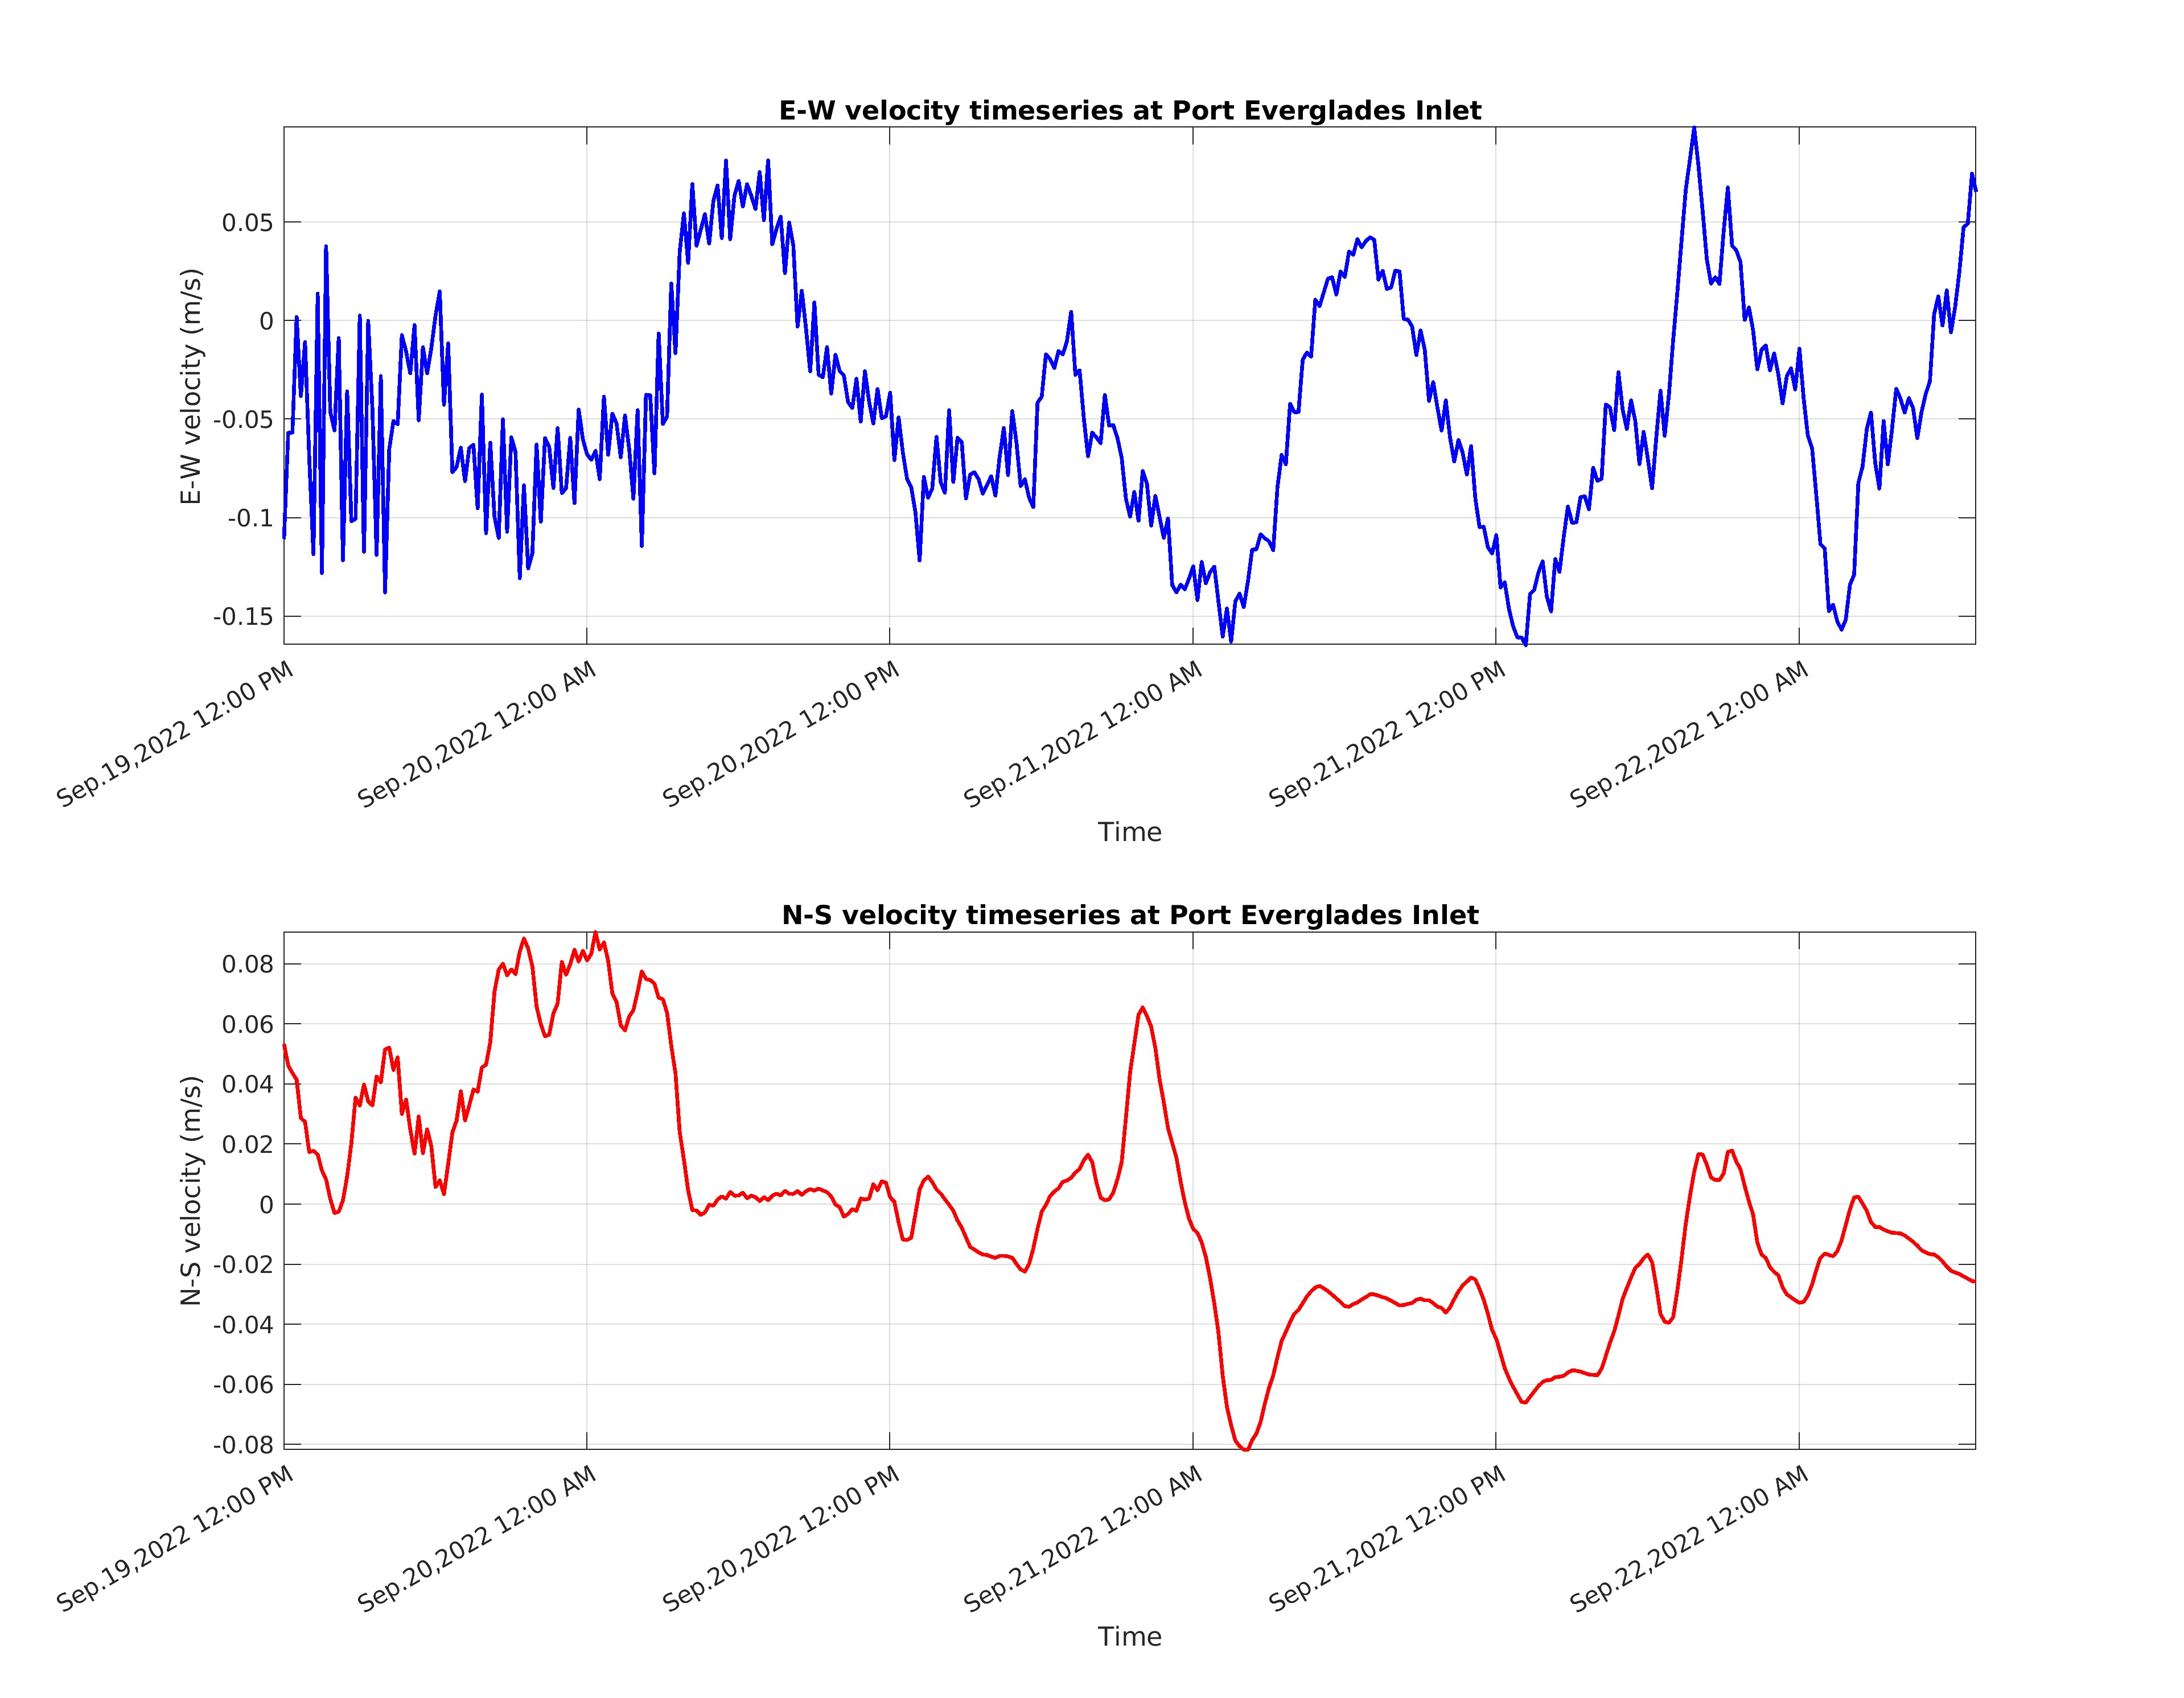 E-W velocity timeseries at Port Everglades Inlet
E-W velocity (m/s)
0.05
0
-0.05
-0.1
-0.15
Sep.19,2022 12:00 PM
Sep.20,2022 12:00 AM
Sep.20,2022 12:00 PM
Sep.21,2022 12:00 AM
Sep.21,2022 12:00 PM
Sep.22,2022 12:00 AM
Time
N-S velocity timeseries at Port Everglades Inlet
N-S velocity (m/s)
0.08
0.06
0.04
0.02
0
-0.02
-0.04
-0.06
-0.08
Sep.19,2022 12:00 PM
Sep.20,2022 12:00 AM
Sep.20,2022 12:00 PM
Sep.21,2022 12:00 AM
Sep.21,2022 12:00 PM
Sep.22,2022 12:00 AM
Time